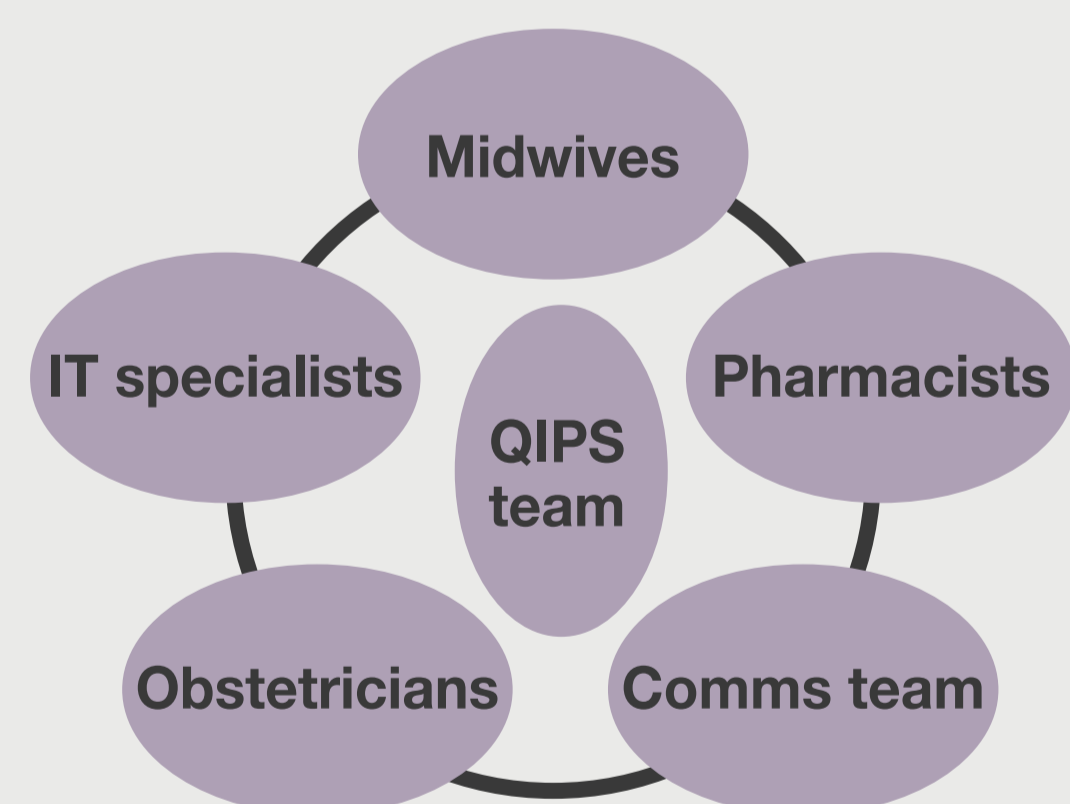 Midwives
IT specialists
Pharmacists
QIPS
team
Obstetricians
Comms team